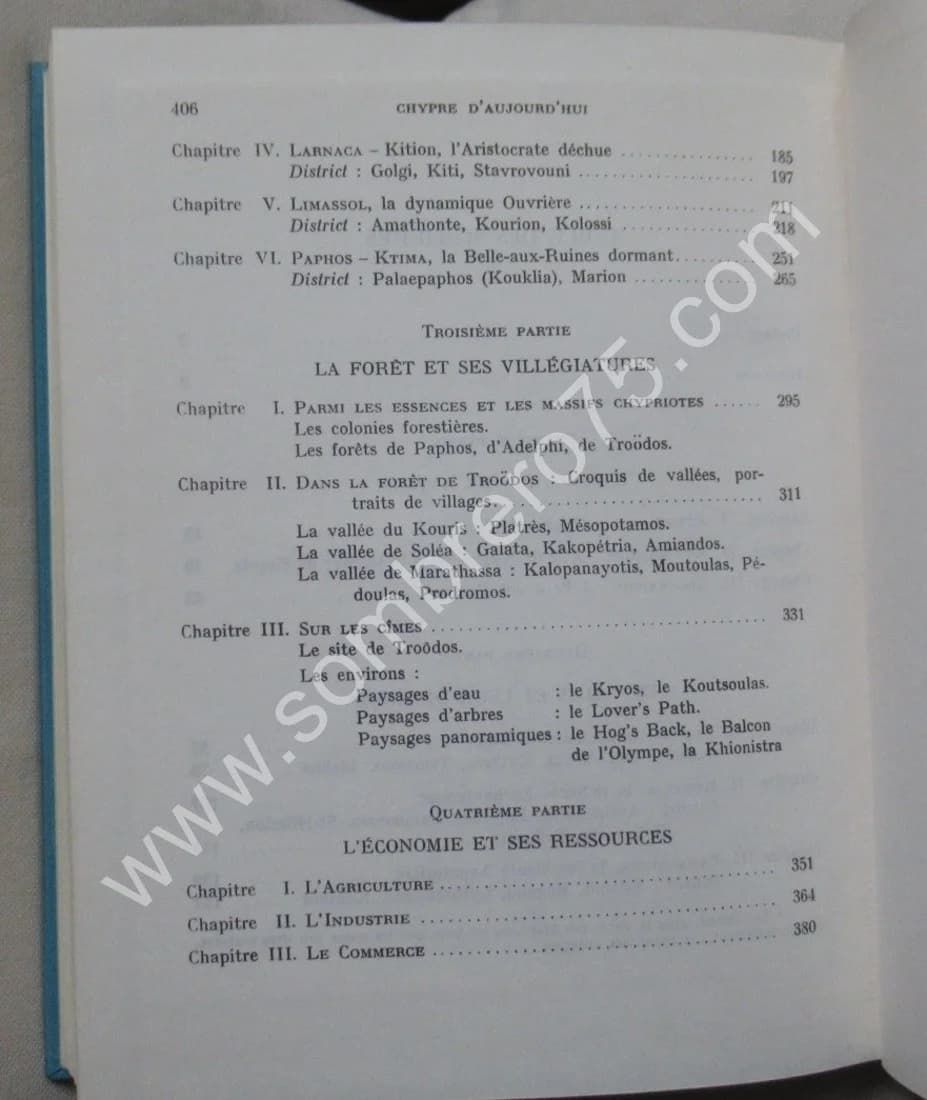 406 CHYPRE D'AUJOURD'HUI
Chapitre IV. LARNACA – Kition, l'Aristocrate déchue ................ 185
District : Golgi, Kiti, Stavrovouni ..................... 197
Chapitre V. LIMASSOL, la dynamique Ouvrière ..................... 211
District : Amathonte, Kourion, Kolossi ............... 218
Chapitre VI. PAPHOS – KTIMA, la Belle-aux-Ruines dormant.......... 251
District : Palaepaphos (Kouklia), Marion .............. 265
TROISIÈME PARTIE
LA FORÊT ET SES VILLÉGIATURES
Chapitre I. PARMI LES ESSENCES ET LES MASSIFS CHYPRIOTES ...... 295
Les colonies forestières.
Les forêts de Paphos, d'Adelphi, de Troödos.
Chapitre II. DANS LA FORÊT DE TROÖDOS : Croquis de vallées, por-
traits de villages. ................................ 311
La vallée du Kouris : Platrès, Mésopotamos.
La vallée de Soléa : Galata, Kakopétria, Amiandos.
La vallée de Marathassa : Kalopanayotis, Moutoulas, Pé-
doulas, Prodromos.
Chapitre III. SUR LES CÎMES ........................................ 331
Le site de Troödos.
Les environs :
Paysages d'eau : le Kryos, le Koutsoulas.
Paysages d'arbres : le Lover's Path.
Paysages panoramiques : le Hog's Back, le Balcon
de l'Olympe, la Khionistra
QUATRIÈME PARTIE
L'ÉCONOMIE ET SES RESSOURCES
Chapitre I. L'AGRICULTURE ........................................ 351
Chapitre II. L'INDUSTRIE ........................................... 364
Chapitre III. LE COMMERCE ......................................... 380
www.sombrero75.com